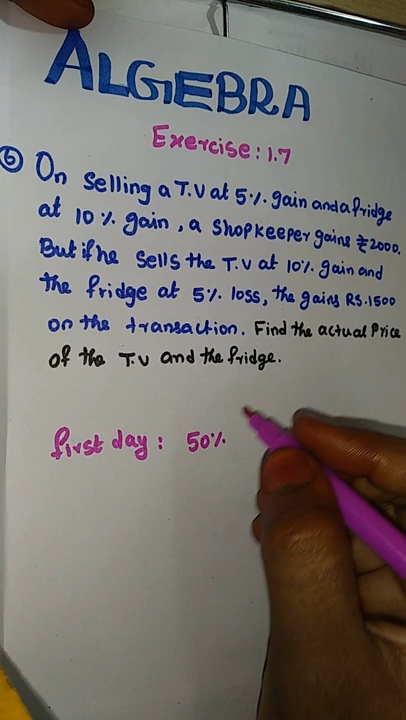 ALGEBRA
Exercise: 1.7
⑥ On Selling a T.V at 5% gain and a fridge
at 10% gain, a shopkeeper gains ₹2000.
But if he sells the T.V at 10% gain and
the fridge at 5% loss, the gains RS.1500
on the transaction. Find the actual Price
of the T.V and the fridge.
first day: 50%